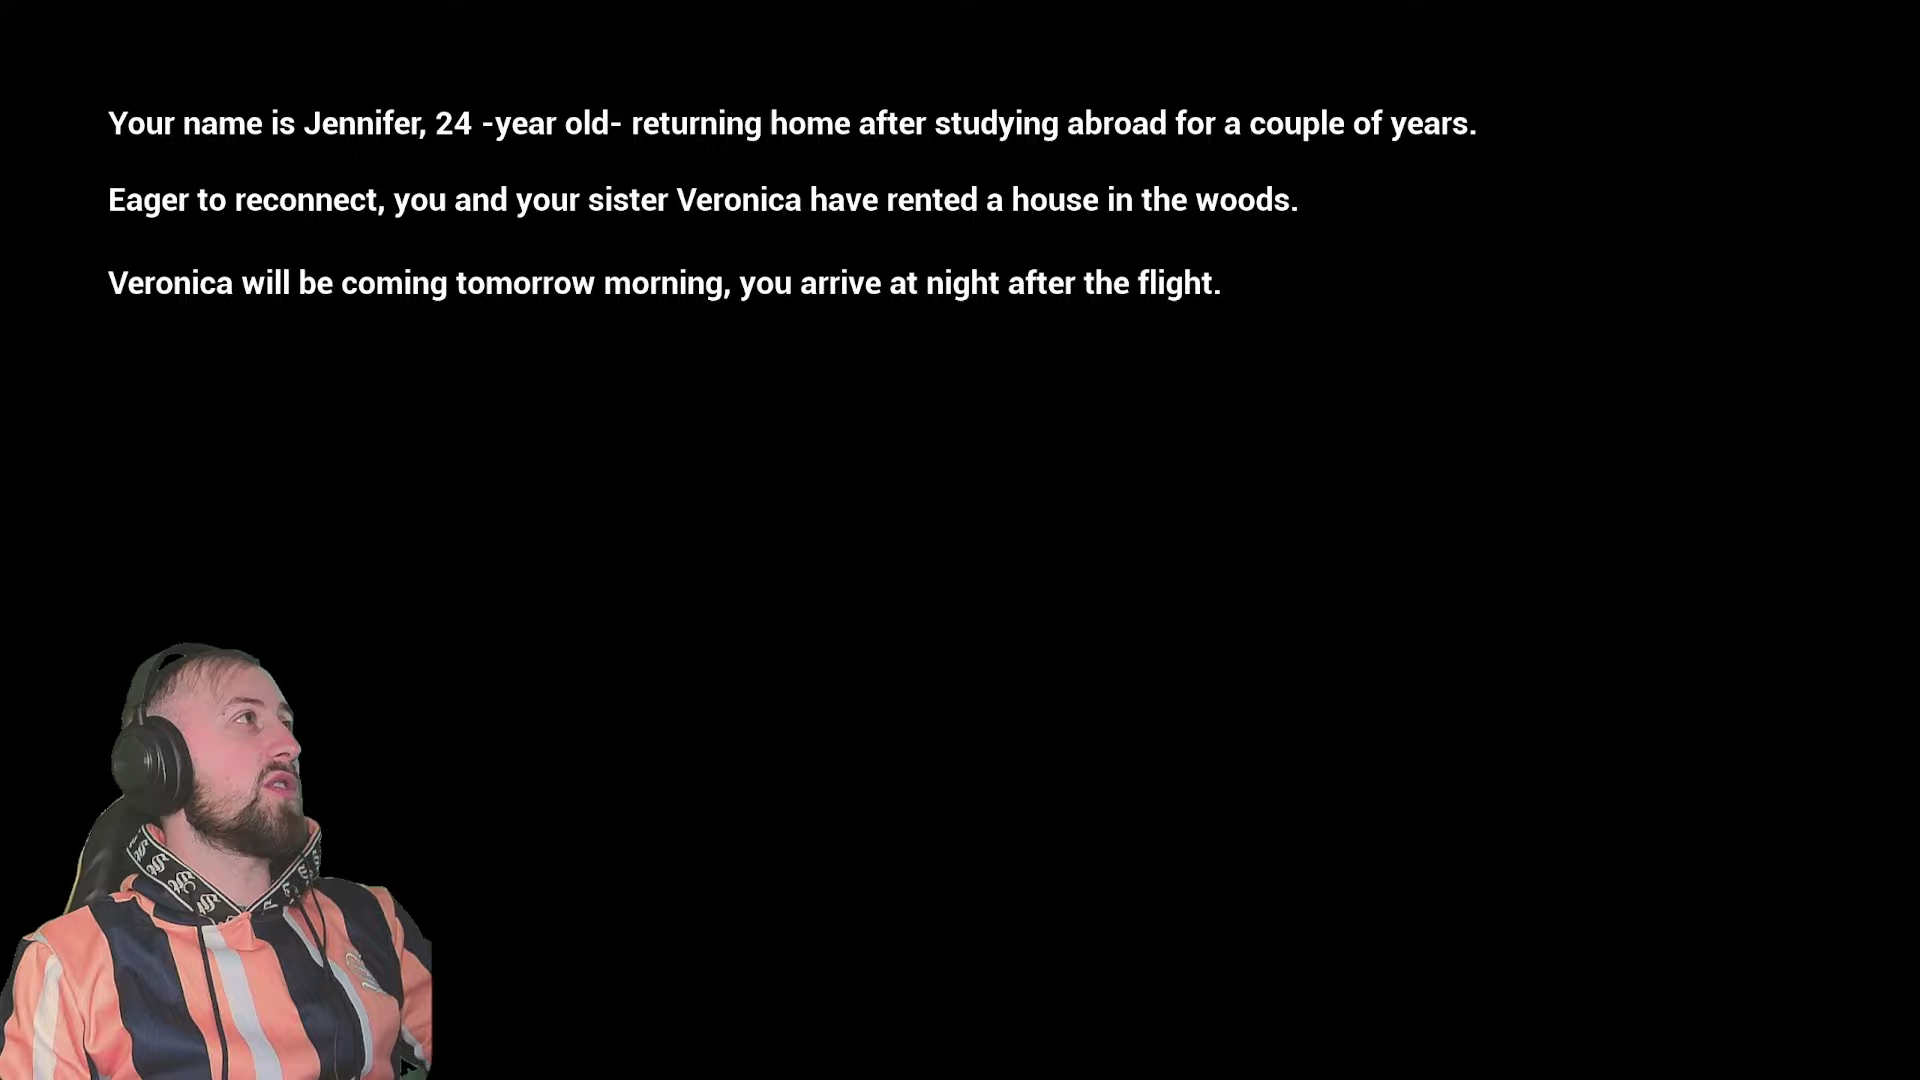 Your name is Jennifer, 24 -year old- returning home after studying abroad for a couple of years.
Eager to reconnect, you and your sister Veronica have rented a house in the woods.
Veronica will be coming tomorrow morning, you arrive at night after the flight.